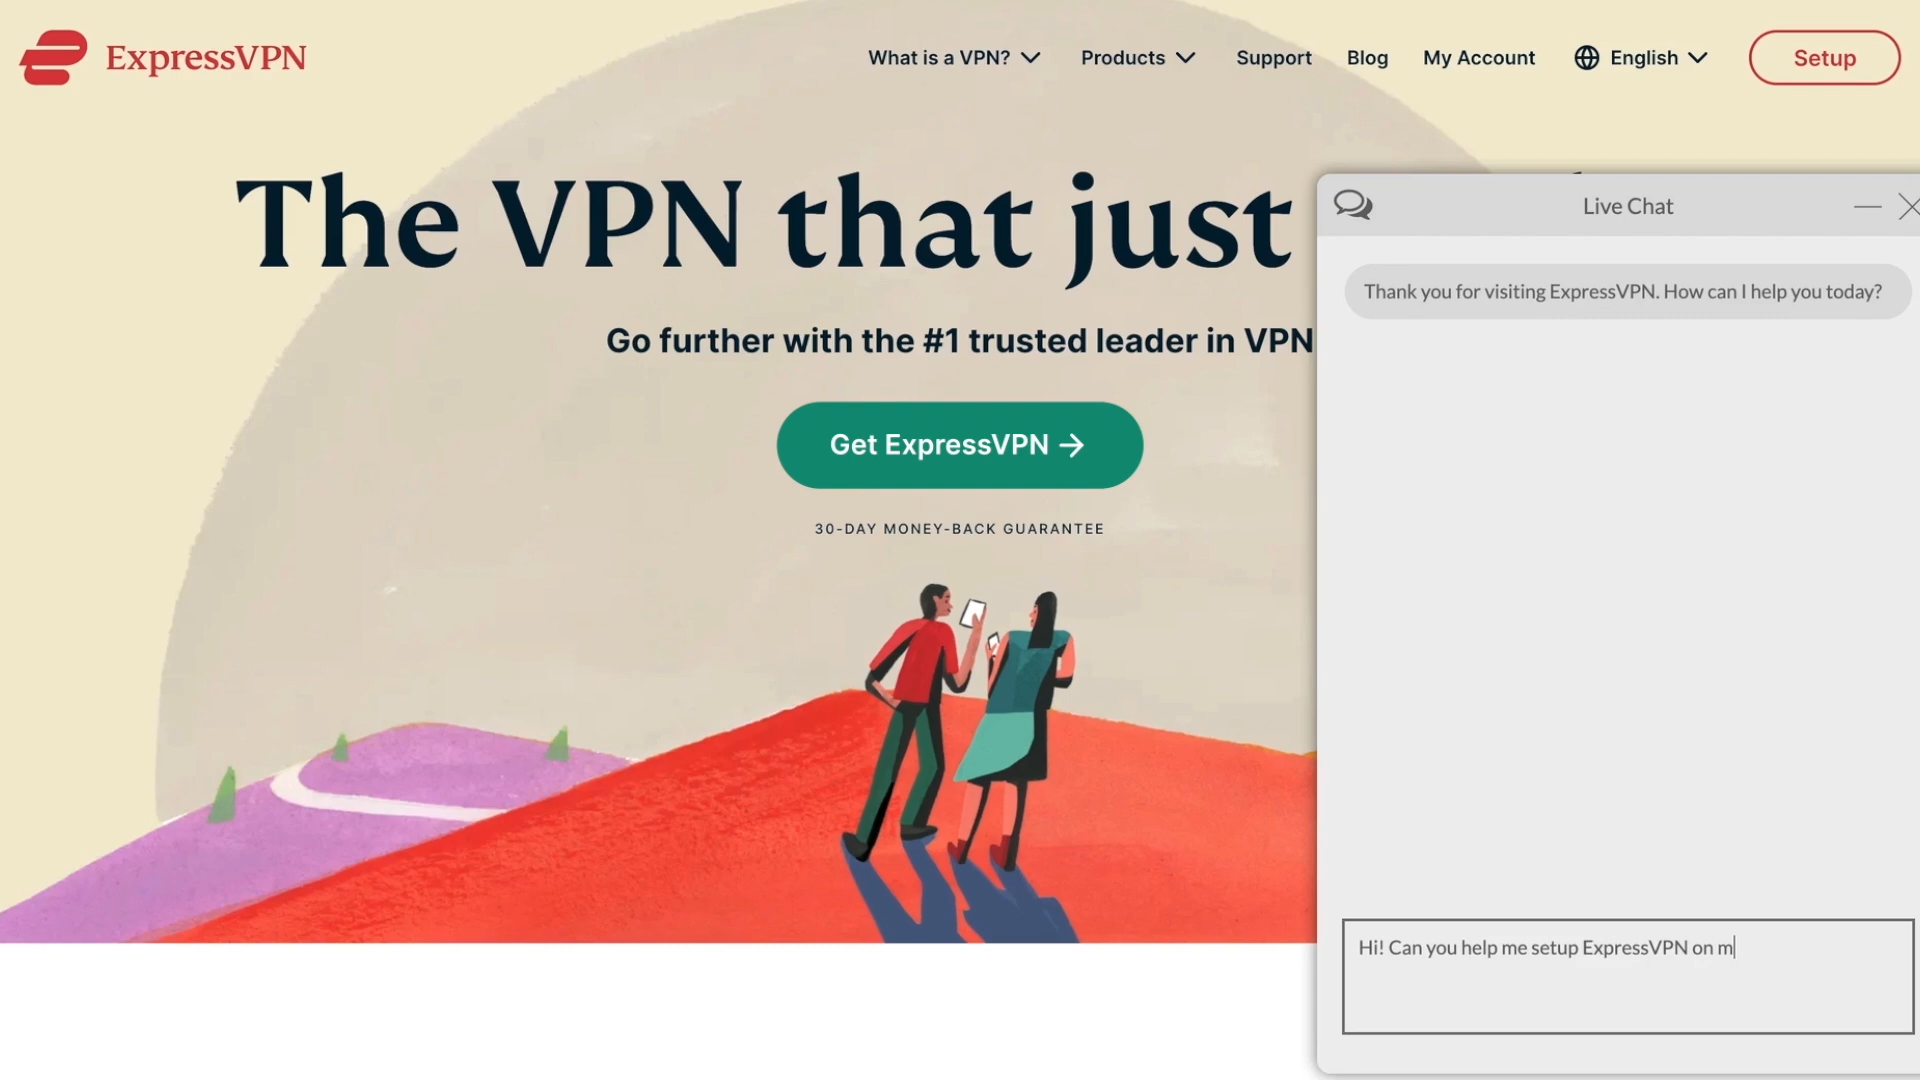 ExpressVPN
What is a VPN?
Products
Support
Blog
My Account
English
Setup
The VPN that just
Go further with the #1 trusted leader in VPN
Get ExpressVPN →
30-DAY MONEY-BACK GUARANTEE
Live Chat
Thank you for visiting ExpressVPN. How can I help you today?
Hi! Can you help me setup ExpressVPN on m